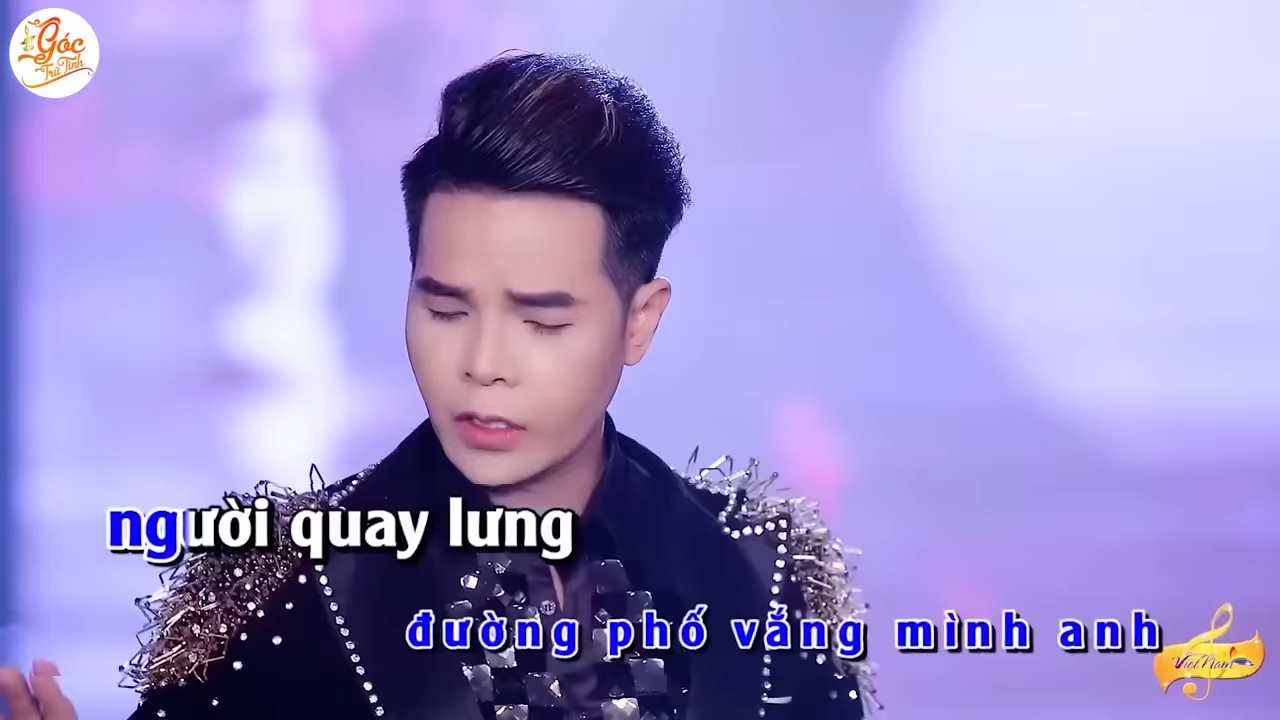 Góc
Trữ Tình
người quay lưng
đường phố vắng mình anh
Việt Nam